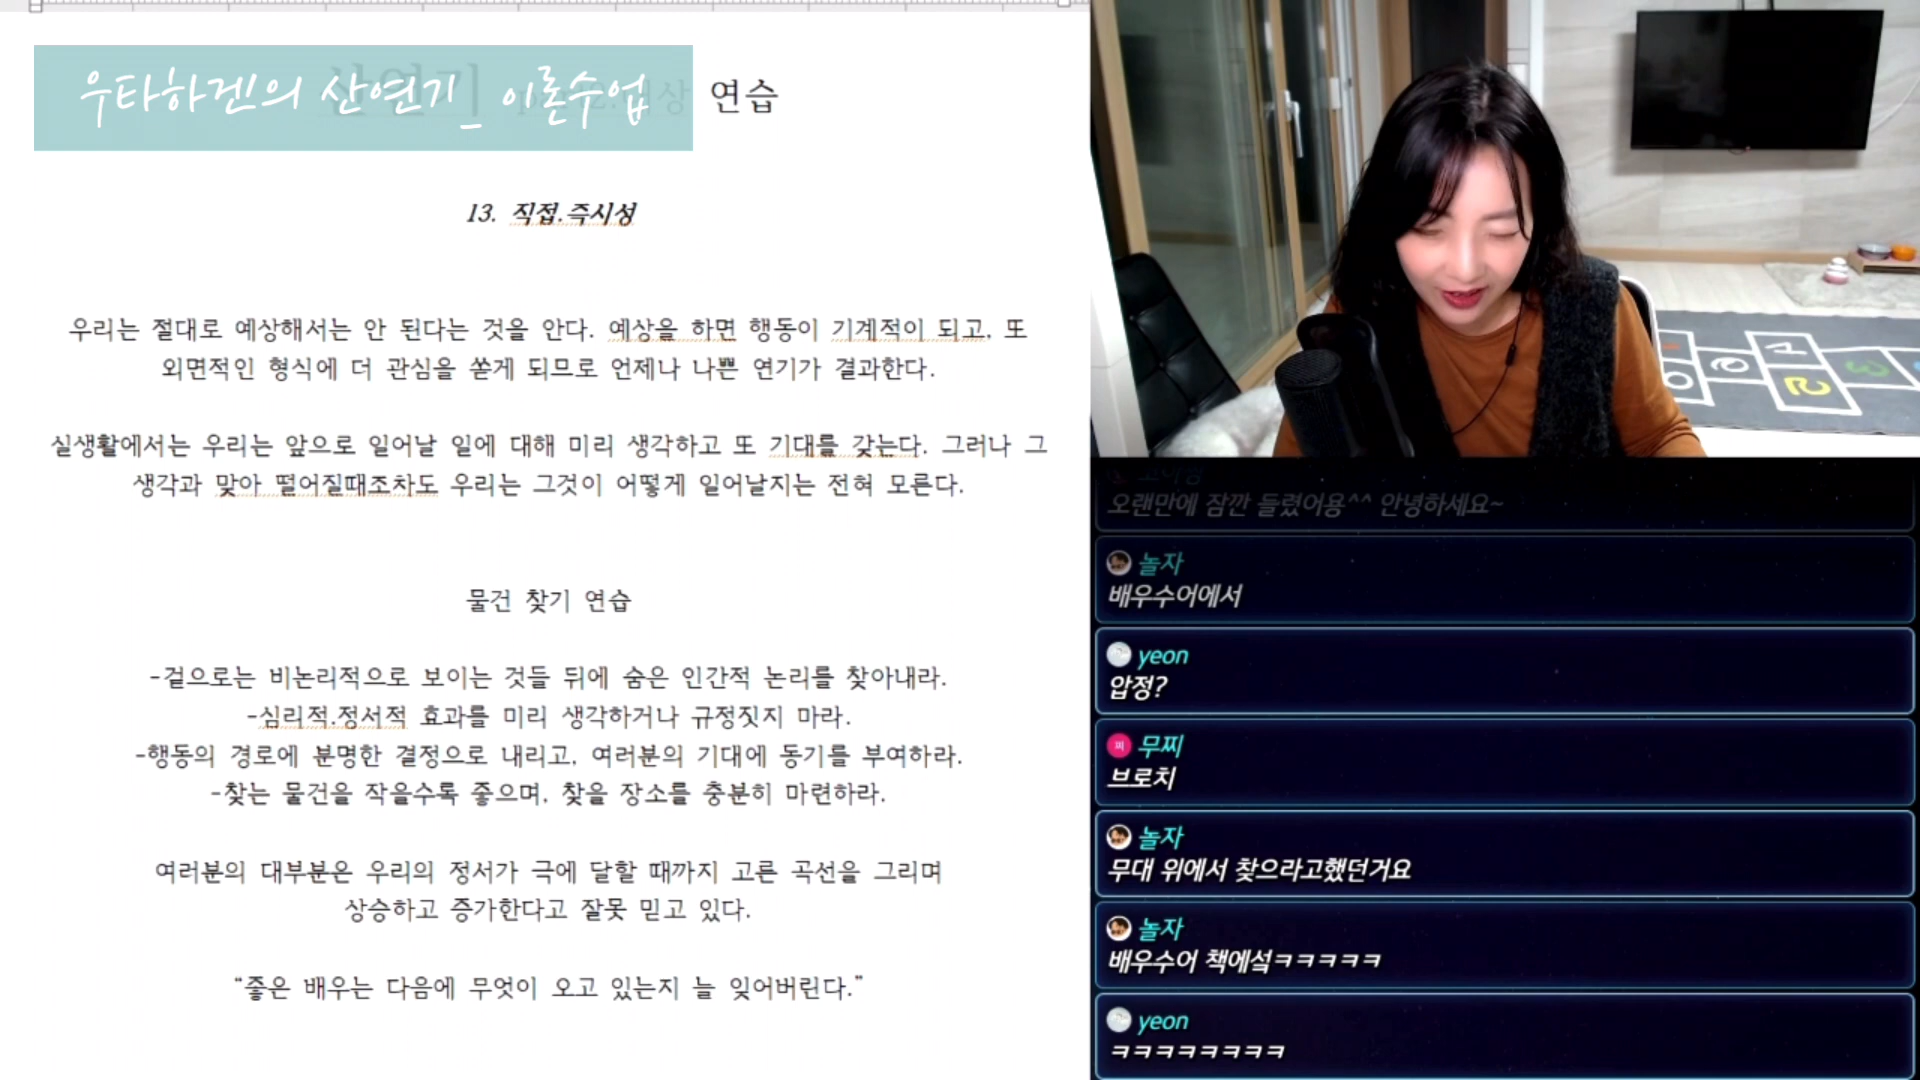 우타하겐의 산연기_ 이론수업
연습
13. 직접.즉시성
우리는 절대로 예상해서는 안 된다는 것을 안다. 예상을 하면 행동이 기계적이 되고, 또
외면적인 형식에 더 관심을 쏟게 되므로 언제나 나쁜 연기가 결과한다.
실생활에서는 우리는 앞으로 일어날 일에 대해 미리 생각하고 또 기대를 갖는다. 그러나 그
생각과 맞아 떨어질때조차도 우리는 그것이 어떻게 일어날지는 전혀 모른다.
물건 찾기 연습
-겉으로는 비논리적으로 보이는 것들 뒤에 숨은 인간적 논리를 찾아내라.
-심리적.정서적 효과를 미리 생각하거나 규정짓지 마라.
-행동의 경로에 분명한 결정으로 내리고, 여러분의 기대에 동기를 부여하라.
-찾는 물건을 작을수록 좋으며, 찾을 장소를 충분히 마련하라.
여러분의 대부분은 우리의 정서가 극에 달할 때까지 고른 곡선을 그리며
상승하고 증가한다고 잘못 믿고 있다.
“좋은 배우는 다음에 무엇이 오고 있는지 늘 잊어버린다.”
오랜만에 잠깐 들렸어용^^ 안녕하세요~
놀자
배우수어에서
yeon
압정?
찌 무찌
브로치
놀자
무대 위에서 찾으라고했던거요
놀자
배우수어 책에섴ㅋㅋㅋㅋㅋ
yeon
ㅋㅋㅋㅋㅋㅋㅋㅋ